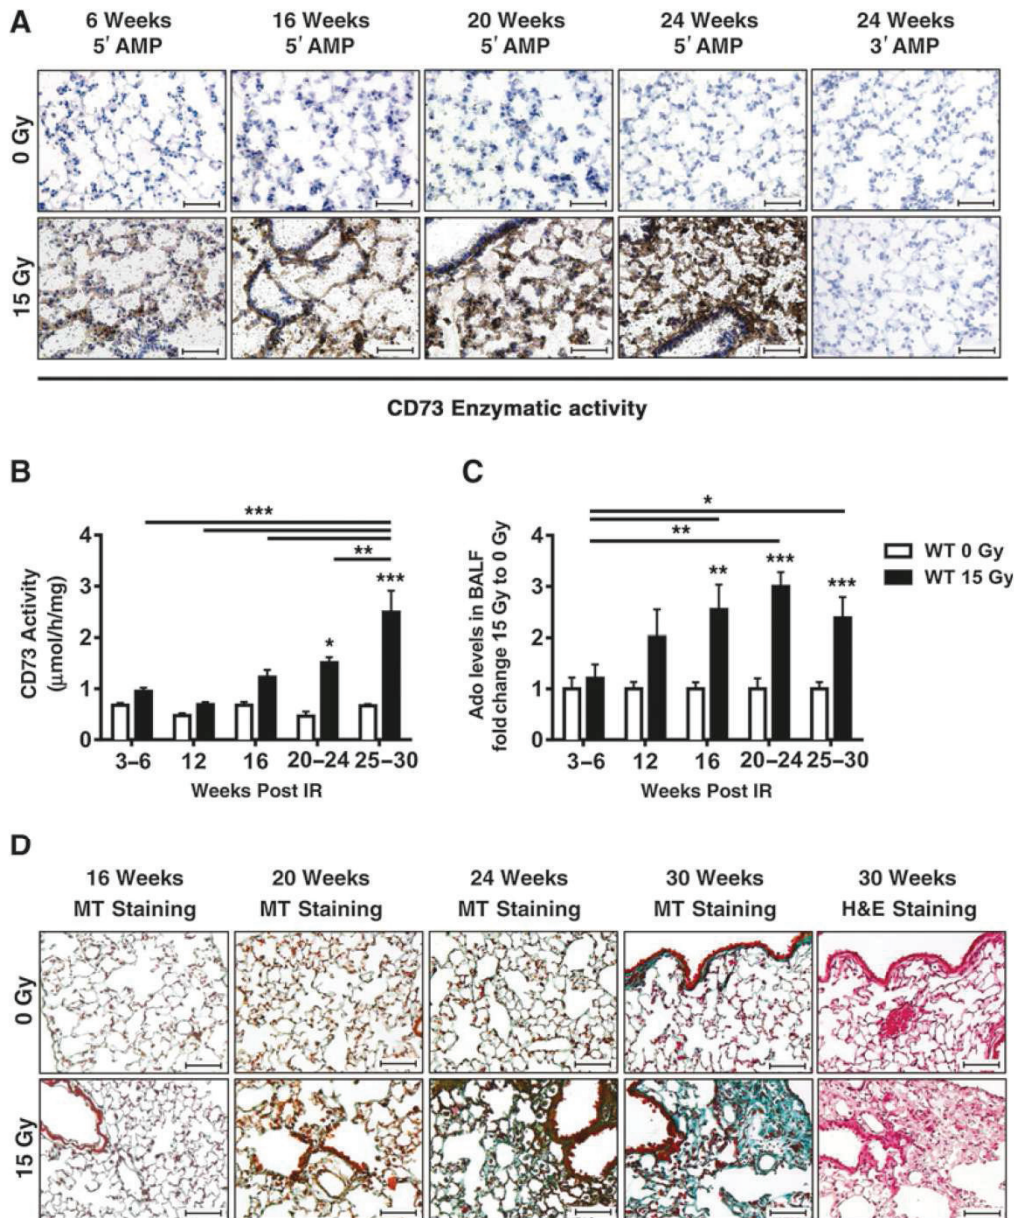 A
6 Weeks 16 Weeks 20 Weeks 24 Weeks 24 Weeks
5′ AMP 5′ AMP 5′ AMP 5′ AMP 3′ AMP
0 Gy
15 Gy
CD73 Enzymatic activity
B
CD73 Activity
(μmol/h/mg)
4
3
2
1
0
***
**
***
*
3–6 12 16 20–24 25–30
Weeks Post IR
C
Ado levels in BALF
fold change 15 Gy to 0 Gy
4
3
2
1
0
*
**
** *** ***
3–6 12 16 20–24 25–30
Weeks Post IR
WT 0 Gy
WT 15 Gy
D
16 Weeks 20 Weeks 24 Weeks 30 Weeks 30 Weeks
MT Staining MT Staining MT Staining MT Staining H&E Staining
0 Gy
15 Gy